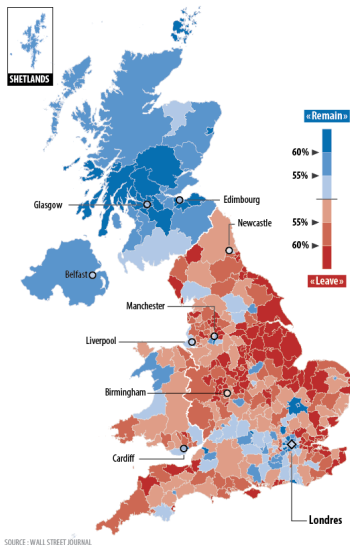 SHETLANDS
«Remain»
60%
55%
55%
60%
«Leave»
Glasgow
Edimbourg
Newcastle
Belfast
Manchester
Liverpool
Birmingham
Cardiff
Londres
SOURCE : WALL STREET JOURNAL